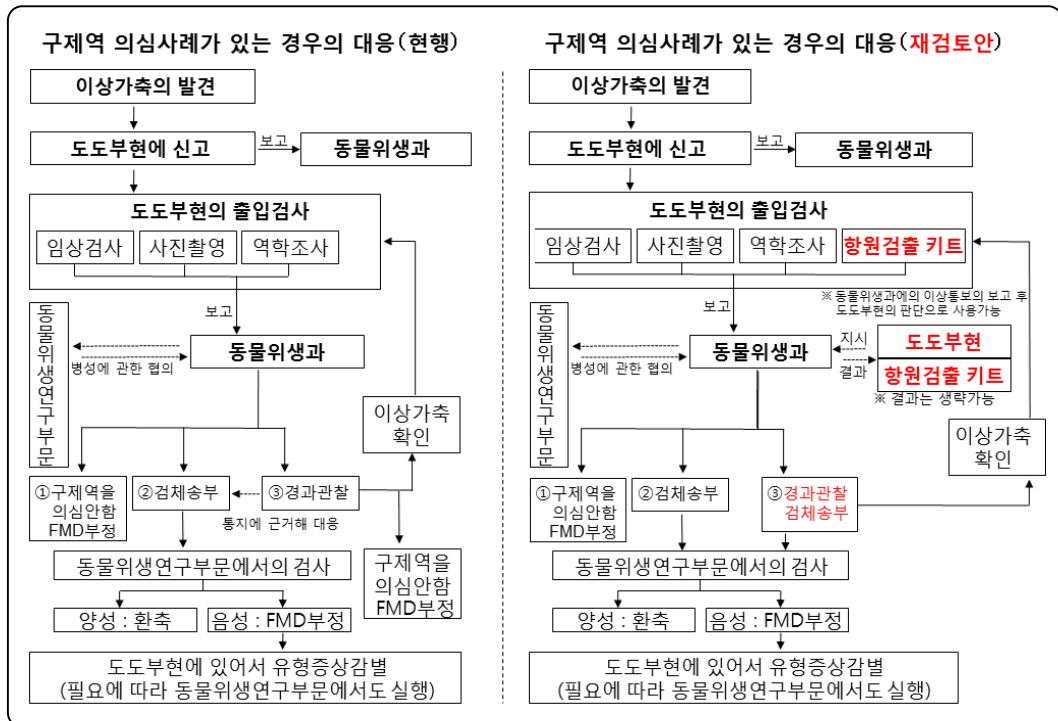 구제역 의심사례가 있는 경우의 대응(현행)
이상가축의 발견
도도부현에 신고
보고
동물위생과
도도부현의 출입검사
임상검사
사진촬영
역학조사
보고
동물위생연구부문
병성에 관한 협의
동물위생과
이상가축
확인
①구제역을
의심안함
FMD부정
②검체송부
③경과관찰
통지에 근거해 대응
구제역을
의심안함
FMD부정
동물위생연구부문에서의 검사
양성 : 환축
음성 : FMD부정
도도부현에 있어서 유형증상감별
(필요에 따라 동물위생연구부문에서도 실행)
구제역 의심사례가 있는 경우의 대응(재검토안)
이상가축의 발견
도도부현에 신고
보고
동물위생과
도도부현의 출입검사
임상검사
사진촬영
역학조사
항원검출 키트
※ 동물위생과에의 이상통보의 보고 후
도도부현의 판단으로 사용가능
보고
동물위생연구부문
병성에 관한 협의
동물위생과
지시
결과
도도부현
항원검출 키트
※ 결과는 생략가능
이상가축
확인
①구제역을
의심안함
FMD부정
②검체송부
③경과관찰
검체송부
동물위생연구부문에서의 검사
양성 : 환축
음성 : FMD부정
도도부현에 있어서 유형증상감별
(필요에 따라 동물위생연구부문에서도 실행)